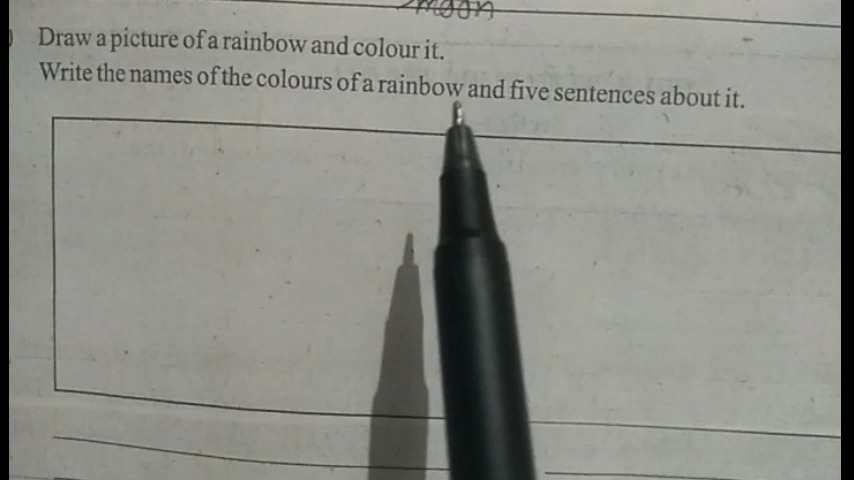 moon
Draw a picture of a rainbow and colour it.
Write the names of the colours of a rainbow and five sentences about it.